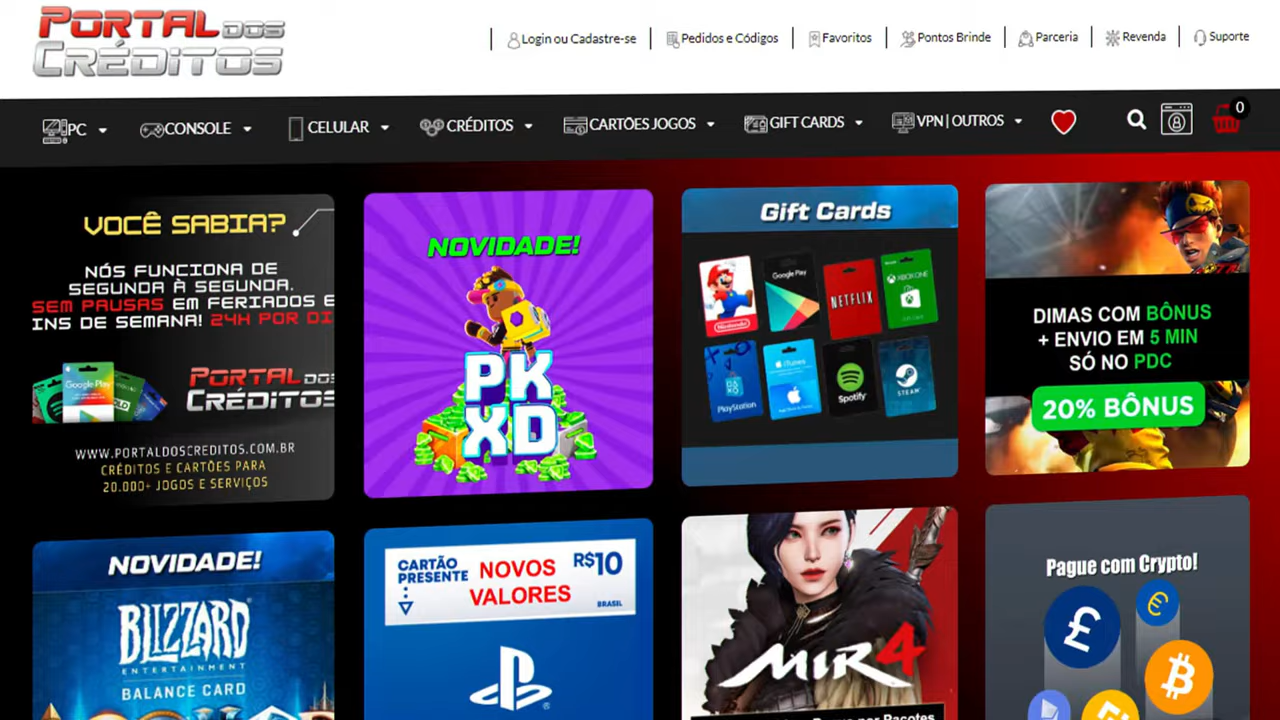 PORTAL DOS
CRÉDITOS
Login ou Cadastre-se
Pedidos e Códigos
Favoritos
Pontos Brinde
Parceria
Revenda
Suporte
PC
CONSOLE
CELULAR
CRÉDITOS
CARTÕES JOGOS
GIFT CARDS
VPN | OUTROS
0
VOCÊ SABIA?
NÓS FUNCIONA DE
SEGUNDA À SEGUNDA.
SEM PAUSAS EM FERIADOS E
INS DE SEMANA! 24H POR DI
Google Play
PORTAL DOS
CRÉDITOS
WWW.PORTALDOSCREDITOS.COM.BR
CRÉDITOS E CARTÕES PARA
20.000+ JOGOS E SERVIÇOS
NOVIDADE!
PK
XD
Gift Cards
Nintendo
Google Play
NETFLIX
XBOX ONE
PlayStation
iTunes
Spotify
STEAM
DIMAS COM BÔNUS
+ ENVIO EM 5 MIN
SÓ NO PDC
20% BÔNUS
NOVIDADE!
BLIZZARD
ENTERTAINMENT
BALANCE CARD
CARTÃO
PRESENTE
NOVOS
VALORES
R$10
BRASIL
MIR4
por Pacotes
Pague com Crypto!